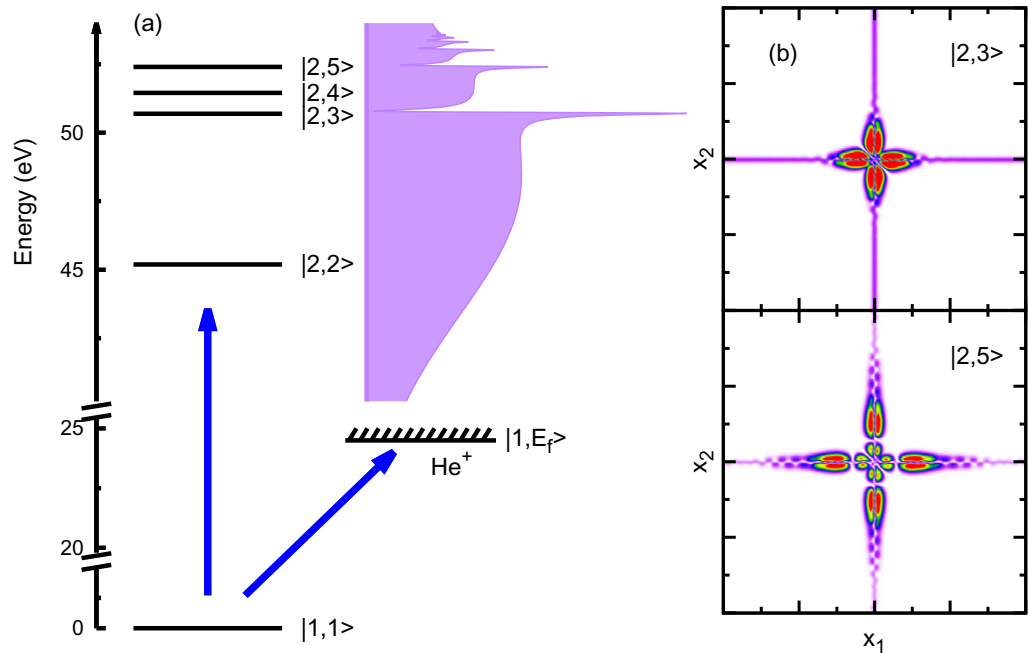 (a)
|2,5>
|2,4>
|2,3>
50
Energy (eV)
|2,2>
45
25
|1,E_f>
He⁺
20
0
|1,1>
(b)
|2,3>
x₂
|2,5>
x₂
x₁